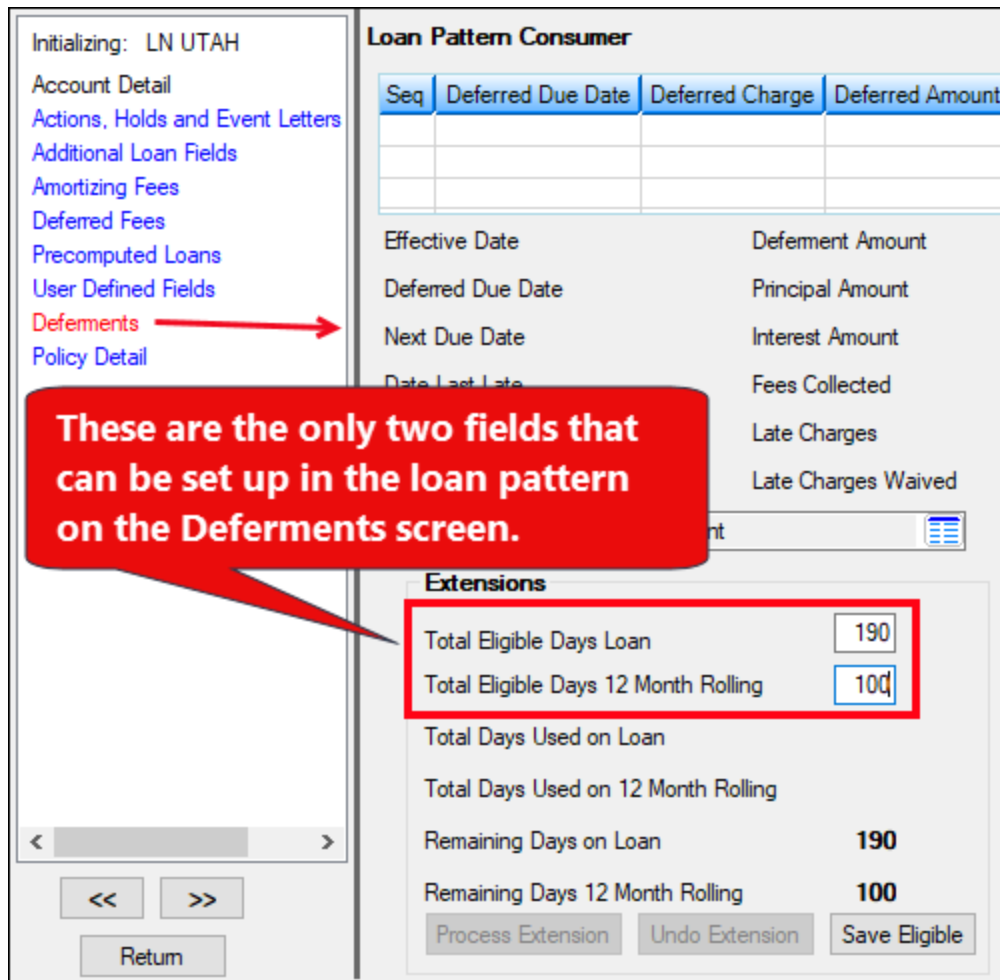 Initializing: LN UTAH
Account Detail
Actions, Holds and Event Letters
Additional Loan Fields
Amortizing Fees
Deferred Fees
Precomputed Loans
User Defined Fields
Deferments
Policy Detail
<< >>
Return
Loan Pattern Consumer
Seq Deferred Due Date Deferred Charge Deferred Amount
Effective Date Deferment Amount
Deferred Due Date Principal Amount
Next Due Date Interest Amount
Date Last Late Fees Collected
Late Charges
Late Charges Waived
nt
These are the only two fields that
can be set up in the loan pattern
on the Deferments screen.
Extensions
Total Eligible Days Loan 190
Total Eligible Days 12 Month Rolling 100
Total Days Used on Loan
Total Days Used on 12 Month Rolling
Remaining Days on Loan 190
Remaining Days 12 Month Rolling 100
Process Extension Undo Extension Save Eligible